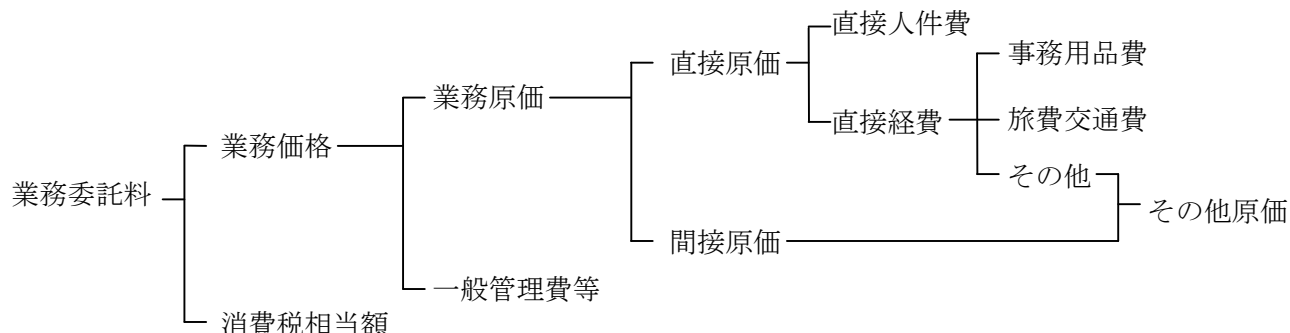 直接人件費
事務用品費
直接原価
業務原価
直接経費
旅費交通費
業務価格
その他
業務委託料
その他原価
間接原価
一般管理費等
消費税相当額